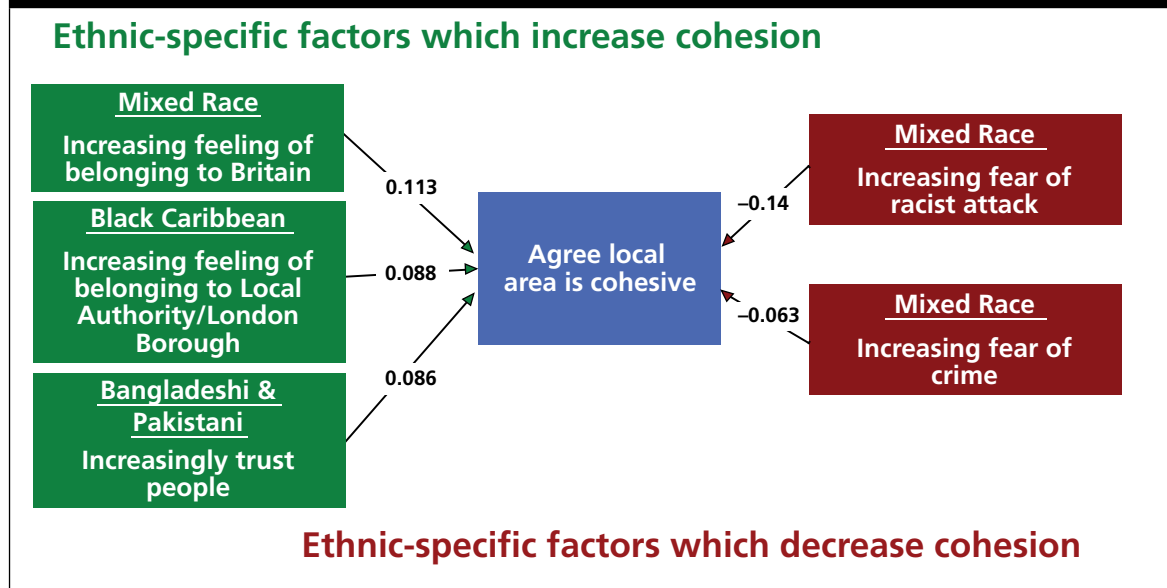 Ethnic-specific factors which increase cohesion
Mixed Race
Increasing feeling of
belonging to Britain
Black Caribbean
Increasing feeling of
belonging to Local
Authority/London
Borough
Bangladeshi &
Pakistani
Increasingly trust
people
0.113
0.088
0.086
Agree local
area is cohesive
–0.14
–0.063
Mixed Race
Increasing fear of
racist attack
Mixed Race
Increasing fear of
crime
Ethnic-specific factors which decrease cohesion